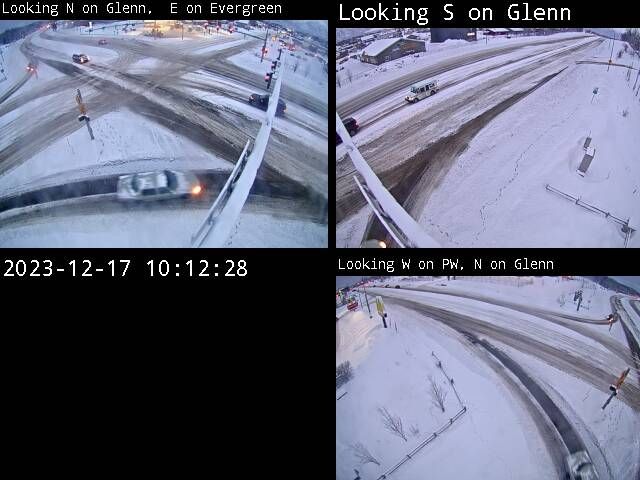 Looking N on Glenn,  E on Evergreen
Looking S on Glenn
2023-12-17 10:12:28
Looking W on PW, N on Glenn